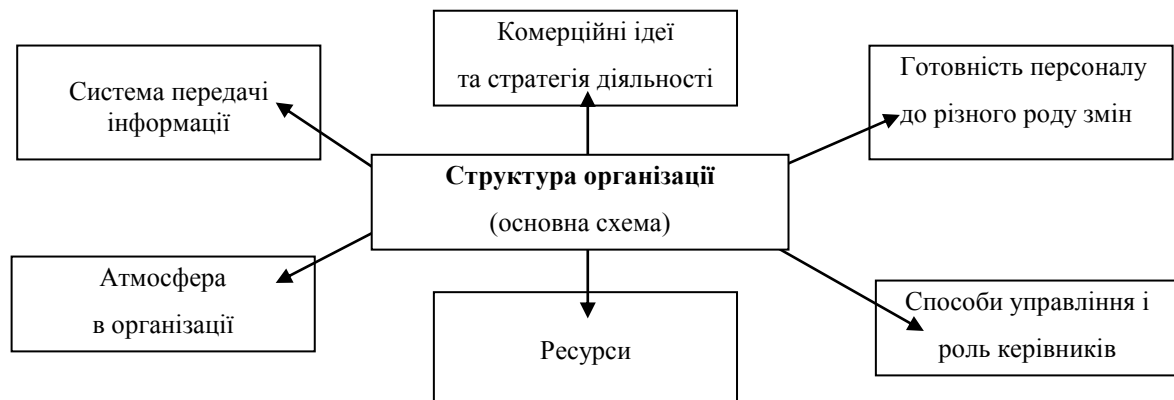 Комерційні ідеї
та стратегія діяльності
Система передачі
інформації
Готовність персоналу
до різного роду змін
Структура організації
(основна схема)
Атмосфера
в організації
Ресурси
Способи управління і
роль керівників